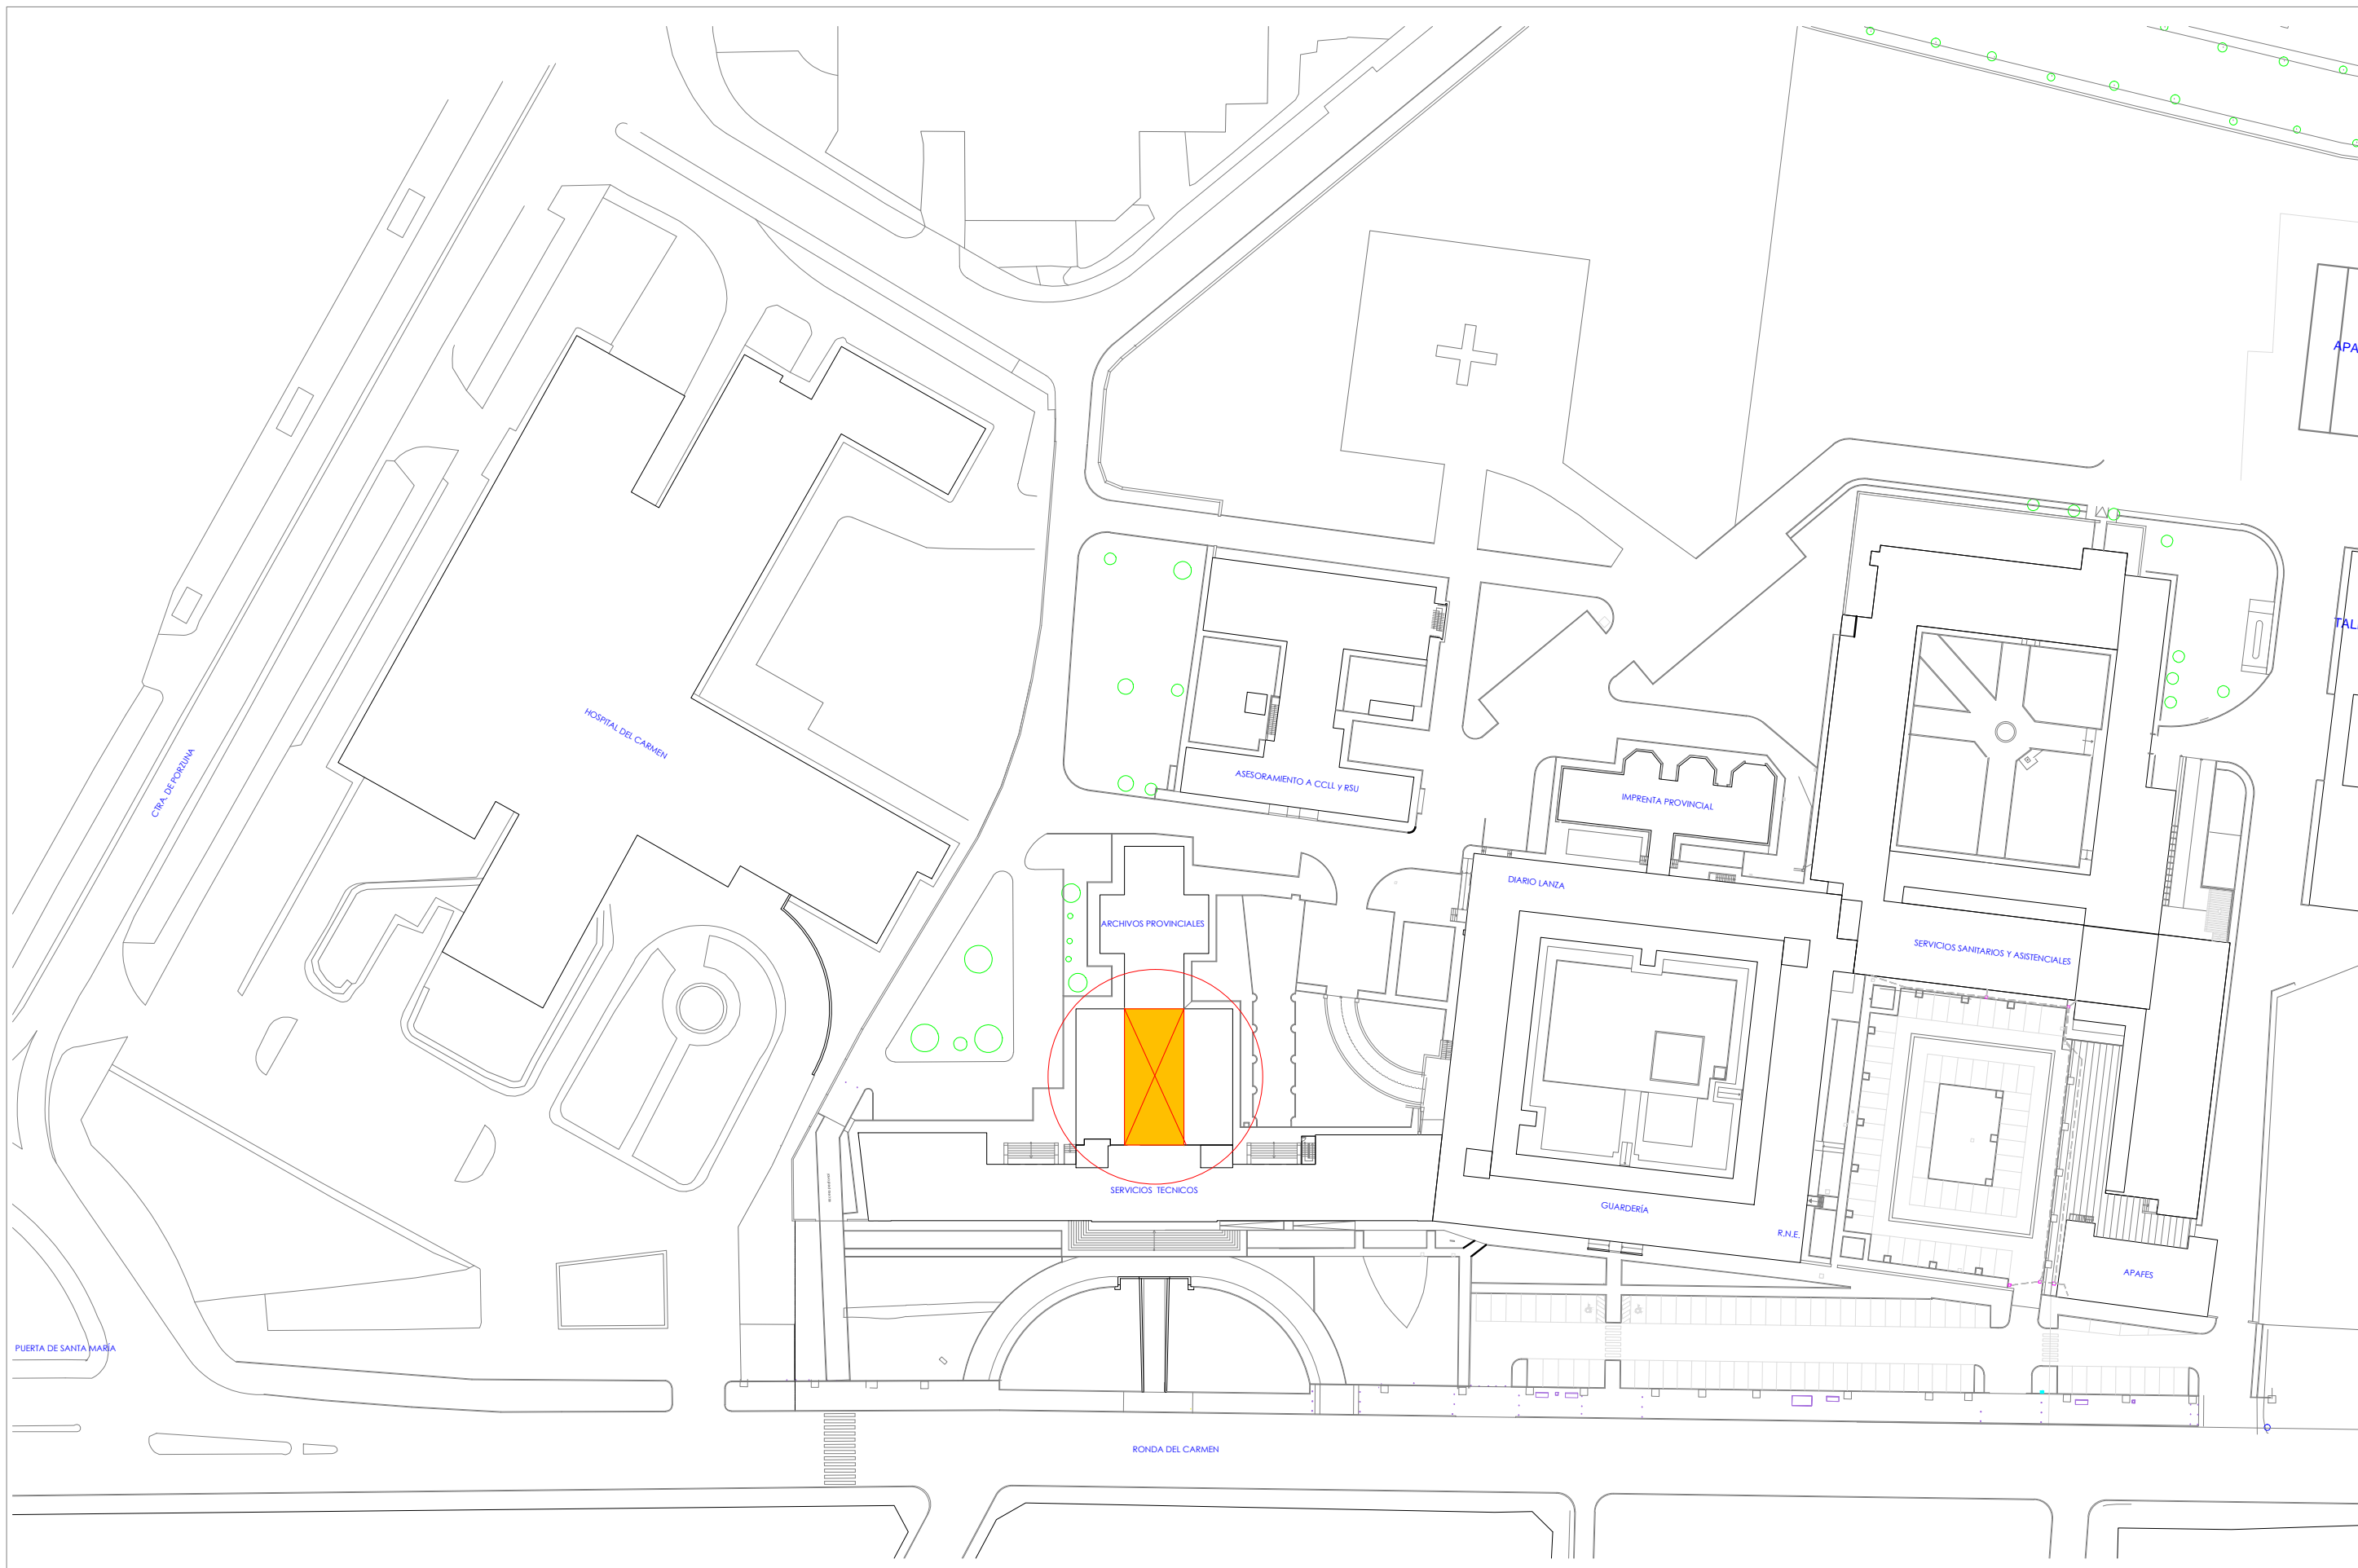 APA
TAL
HOSPITAL DEL CARMEN
CTRA. DE PORZUNA
ASESORAMIENTO A CCLL y RSU
IMPRENTA PROVINCIAL
DIARIO LANZA
ARCHIVOS PROVINCIALES
SERVICIOS SANITARIOS Y ASISTENCIALES
SERVICIOS TECNICOS
GUARDERÍA
R.N.E.
APAFES
PUERTA DE SANTA MARÍA
RONDA DEL CARMEN